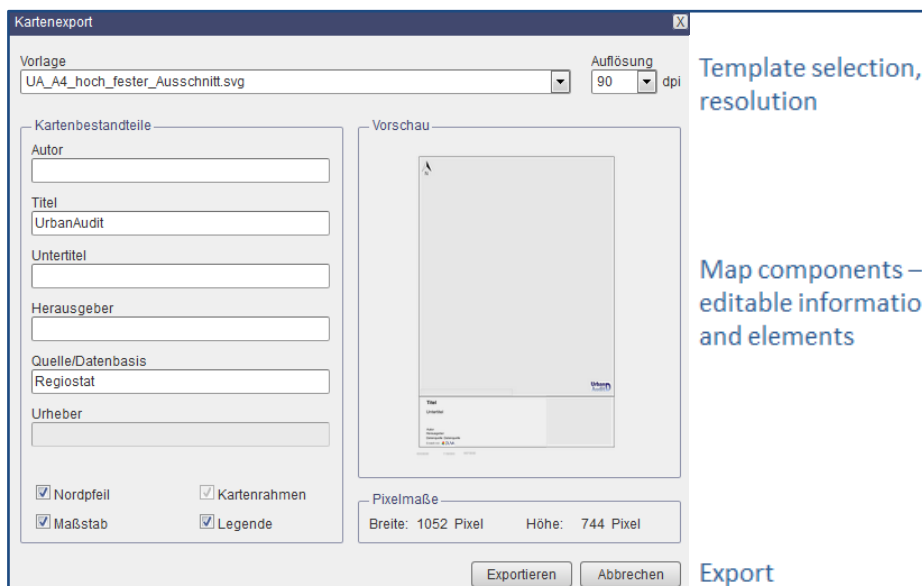 Kartenexport
X
Vorlage
Auflösung
UA_A4_hoch_fester_Ausschnitt.svg
90
dpi
Template selection,
resolution
Kartenbestandteile
Vorschau
Autor
Titel
UrbanAudit
Untertitel
Herausgeber
Quelle/Datenbasis
Regiostat
Urheber
Map components –
editable informatio
and elements
Titel
Untertitel
Nordpfeil
Kartenrahmen
Maßstab
Legende
Pixelmaße
Breite: 1052 Pixel
Höhe: 744 Pixel
Exportieren
Abbrechen
Export